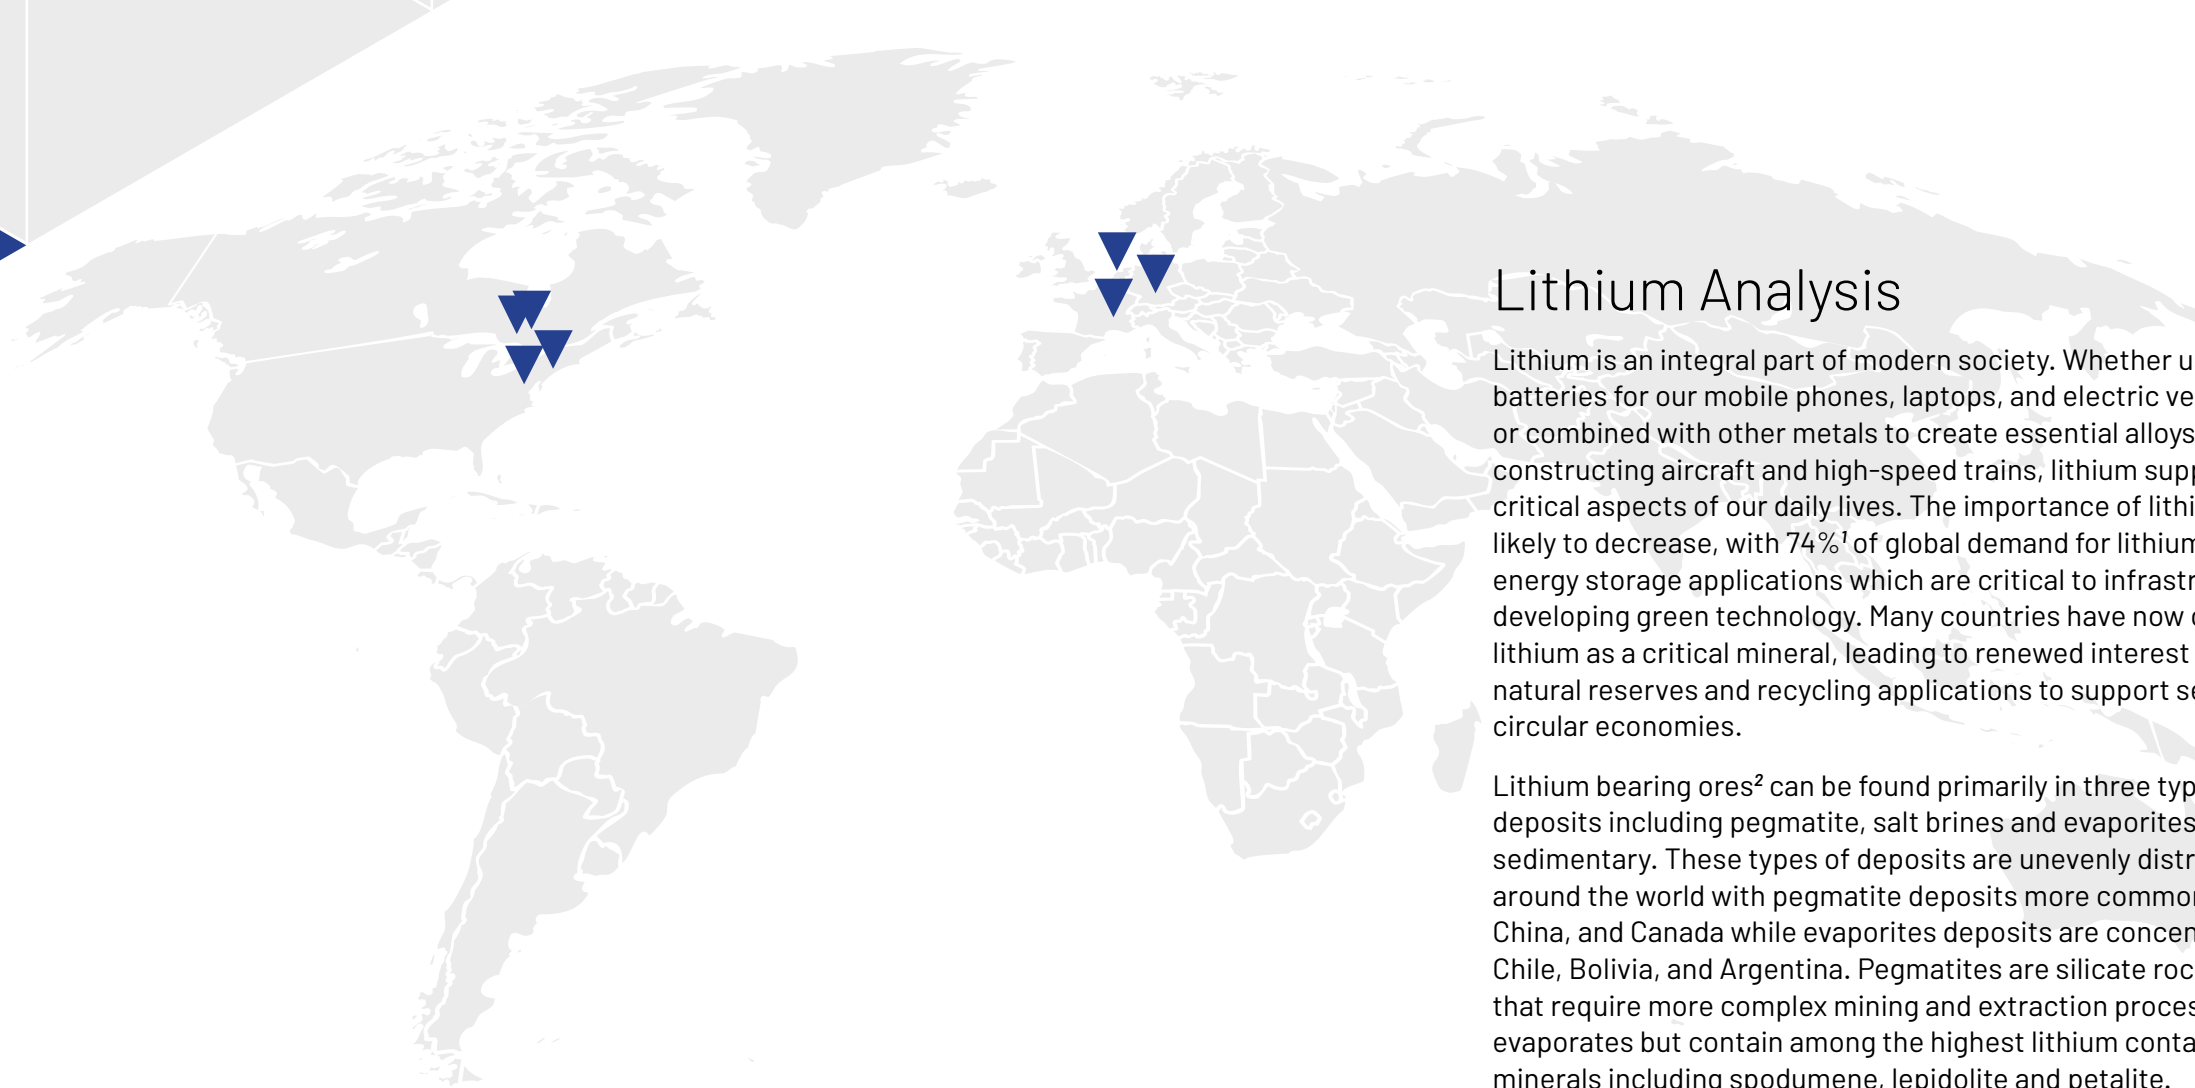 Lithium Analysis
Lithium is an integral part of modern society. Whether u
batteries for our mobile phones, laptops, and electric ve
or combined with other metals to create essential alloys
constructing aircraft and high-speed trains, lithium supp
critical aspects of our daily lives. The importance of lithi
likely to decrease, with 74%¹ of global demand for lithium
energy storage applications which are critical to infrastr
developing green technology. Many countries have now
lithium as a critical mineral, leading to renewed interest
natural reserves and recycling applications to support se
circular economies.
Lithium bearing ores² can be found primarily in three typ
deposits including pegmatite, salt brines and evaporites
sedimentary. These types of deposits are unevenly distr
around the world with pegmatite deposits more common
China, and Canada while evaporites deposits are concen
Chile, Bolivia, and Argentina. Pegmatites are silicate roc
that require more complex mining and extraction proces
evaporates but contain among the highest lithium conta
minerals including spodumene, lepidolite and petalite.